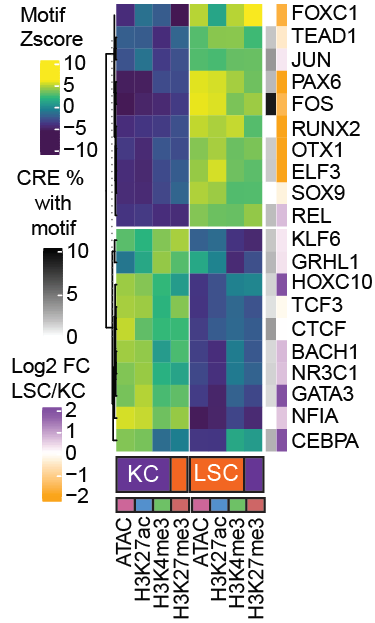 Motif
Zscore
10
5
0
−5
−10
CRE %
with
motif
10
5
0
Log2 FC
LSC/KC
2
1
0
−1
−2
FOXC1
TEAD1
JUN
PAX6
FOS
RUNX2
OTX1
ELF3
SOX9
REL
KLF6
GRHL1
HOXC10
TCF3
CTCF
BACH1
NR3C1
GATA3
NFIA
CEBPA
KC LSC
ATAC
H3K27ac
H3K4me3
H3K27me3
ATAC
H3K27ac
H3K4me3
H3K27me3